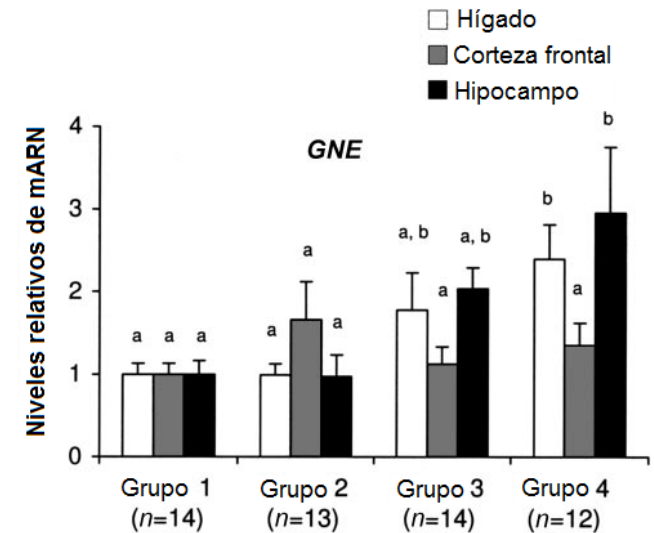 Hígado
Corteza frontal
Hipocampo
GNE
Niveles relativos de mARN
4
3
2
1
0
a a a
a a a
a, b a a, b
b a b
Grupo 1 Grupo 2 Grupo 3 Grupo 4
(n=14) (n=13) (n=14) (n=12)